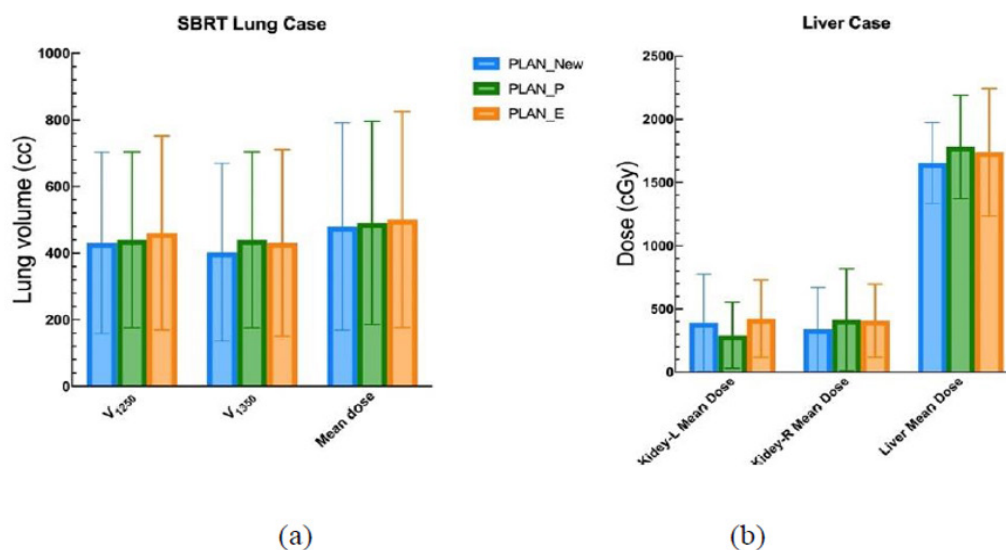 SBRT Lung Case
1000
800
600
400
200
0
Lung volume (cc)
V1250
V1350
Mean dose
PLAN_New
PLAN_P
PLAN_E
Liver Case
2500
2000
1500
1000
500
0
Dose (cGy)
Kidey-L Mean Dose
Kidey-R Mean Dose
Liver Mean Dose
(a)
(b)